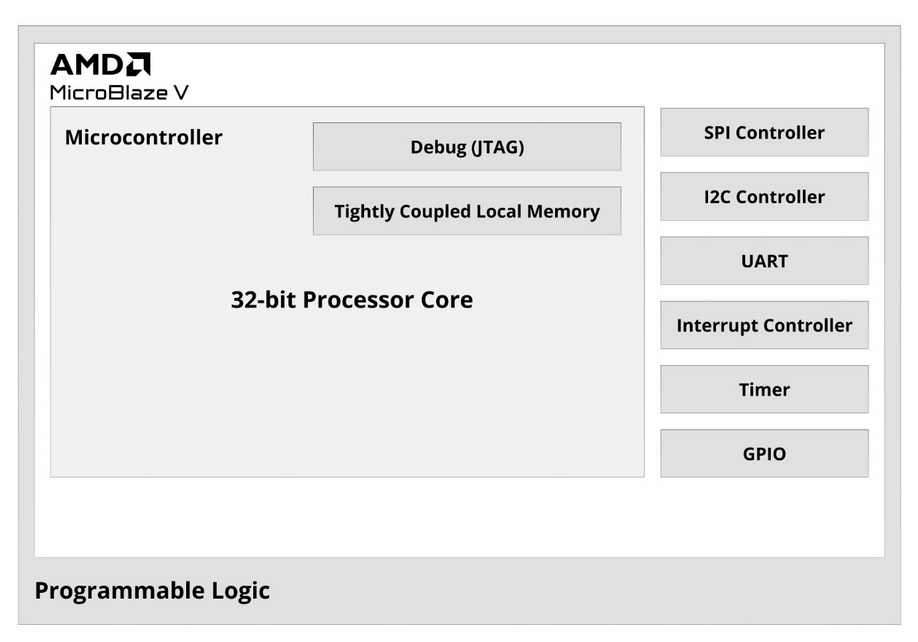 AMD
MicroBlaze V
Microcontroller
Debug (JTAG)
Tightly Coupled Local Memory
32-bit Processor Core
SPI Controller
I2C Controller
UART
Interrupt Controller
Timer
GPIO
Programmable Logic